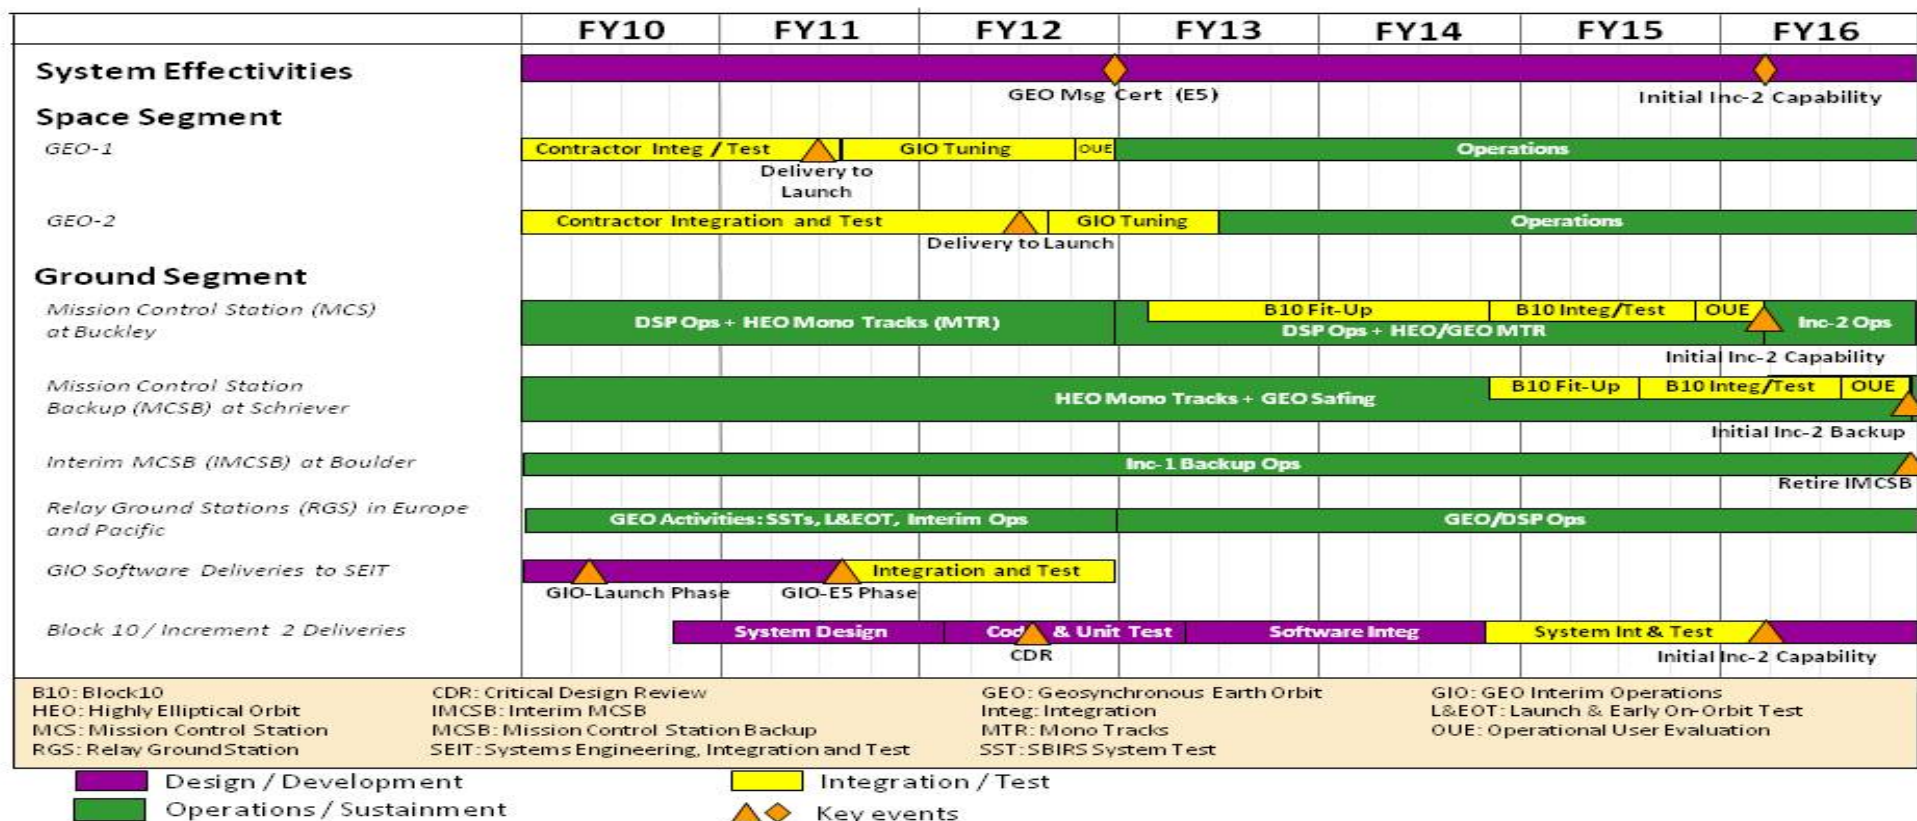 FY10 FY11 FY12 FY13 FY14 FY15 FY16
System Effectivities
GEO Msg Cert (E5) Initial Inc-2 Capability
Space Segment
GEO-1 Contractor Integ / Test GIO Tuning OUE Operations
Delivery to
Launch
GEO-2 Contractor Integration and Test GIO Tuning Operations
Delivery to Launch
Ground Segment
Mission Control Station (MCS)
at Buckley
DSP Ops + HEO Mono Tracks (MTR) B10 Fit-Up B10 Integ/Test OUE
DSP Ops + HEO/GEO MTR Inc-2 Ops
Initial Inc-2 Capability
Mission Control Station
Backup (MCSB) at Schriever
HEO Mono Tracks + GEO Safing B10 Fit-Up B10 Integ/Test OUE
Initial Inc-2 Backup
Interim MCSB (IMCSB) at Boulder Inc-1 Backup Ops
Retire IMCSB
Relay Ground Stations (RGS) in Europe
and Pacific
GEO Activities: SSTs, L&EOT, Interim Ops GEO/DSP Ops
GIO Software Deliveries to SEIT Integration and Test
GIO-Launch Phase GIO-E5 Phase
Block 10 / Increment 2 Deliveries System Design Cod & Unit Test Software Integ System Int & Test
CDR Initial Inc-2 Capability
B10: Block10 CDR: Critical Design Review GEO: Geosynchronous Earth Orbit GIO: GEO Interim Operations
HEO: Highly Elliptical Orbit IMCSB: Interim MCSB Integ: Integration L&EOT: Launch & Early On-Orbit Test
MCS: Mission Control Station MCSB: Mission Control Station Backup MTR: Mono Tracks OUE: Operational User Evaluation
RGS: Relay Ground Station SEIT: Systems Engineering, Integration and Test SST: SBIRS System Test
Design / Development Integration / Test
Operations / Sustainment Key events